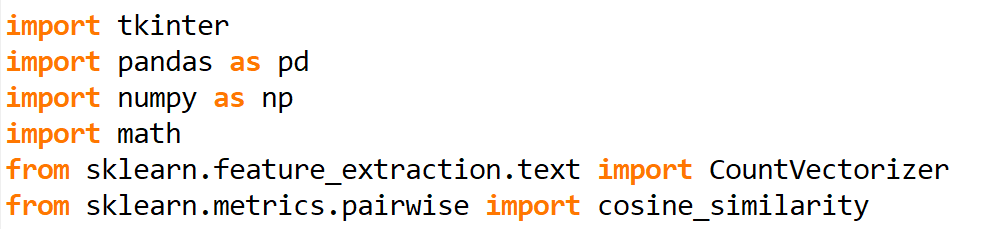 import tkinter
import pandas as pd
import numpy as np
import math
from sklearn.feature_extraction.text import CountVectorizer
from sklearn.metrics.pairwise import cosine_similarity